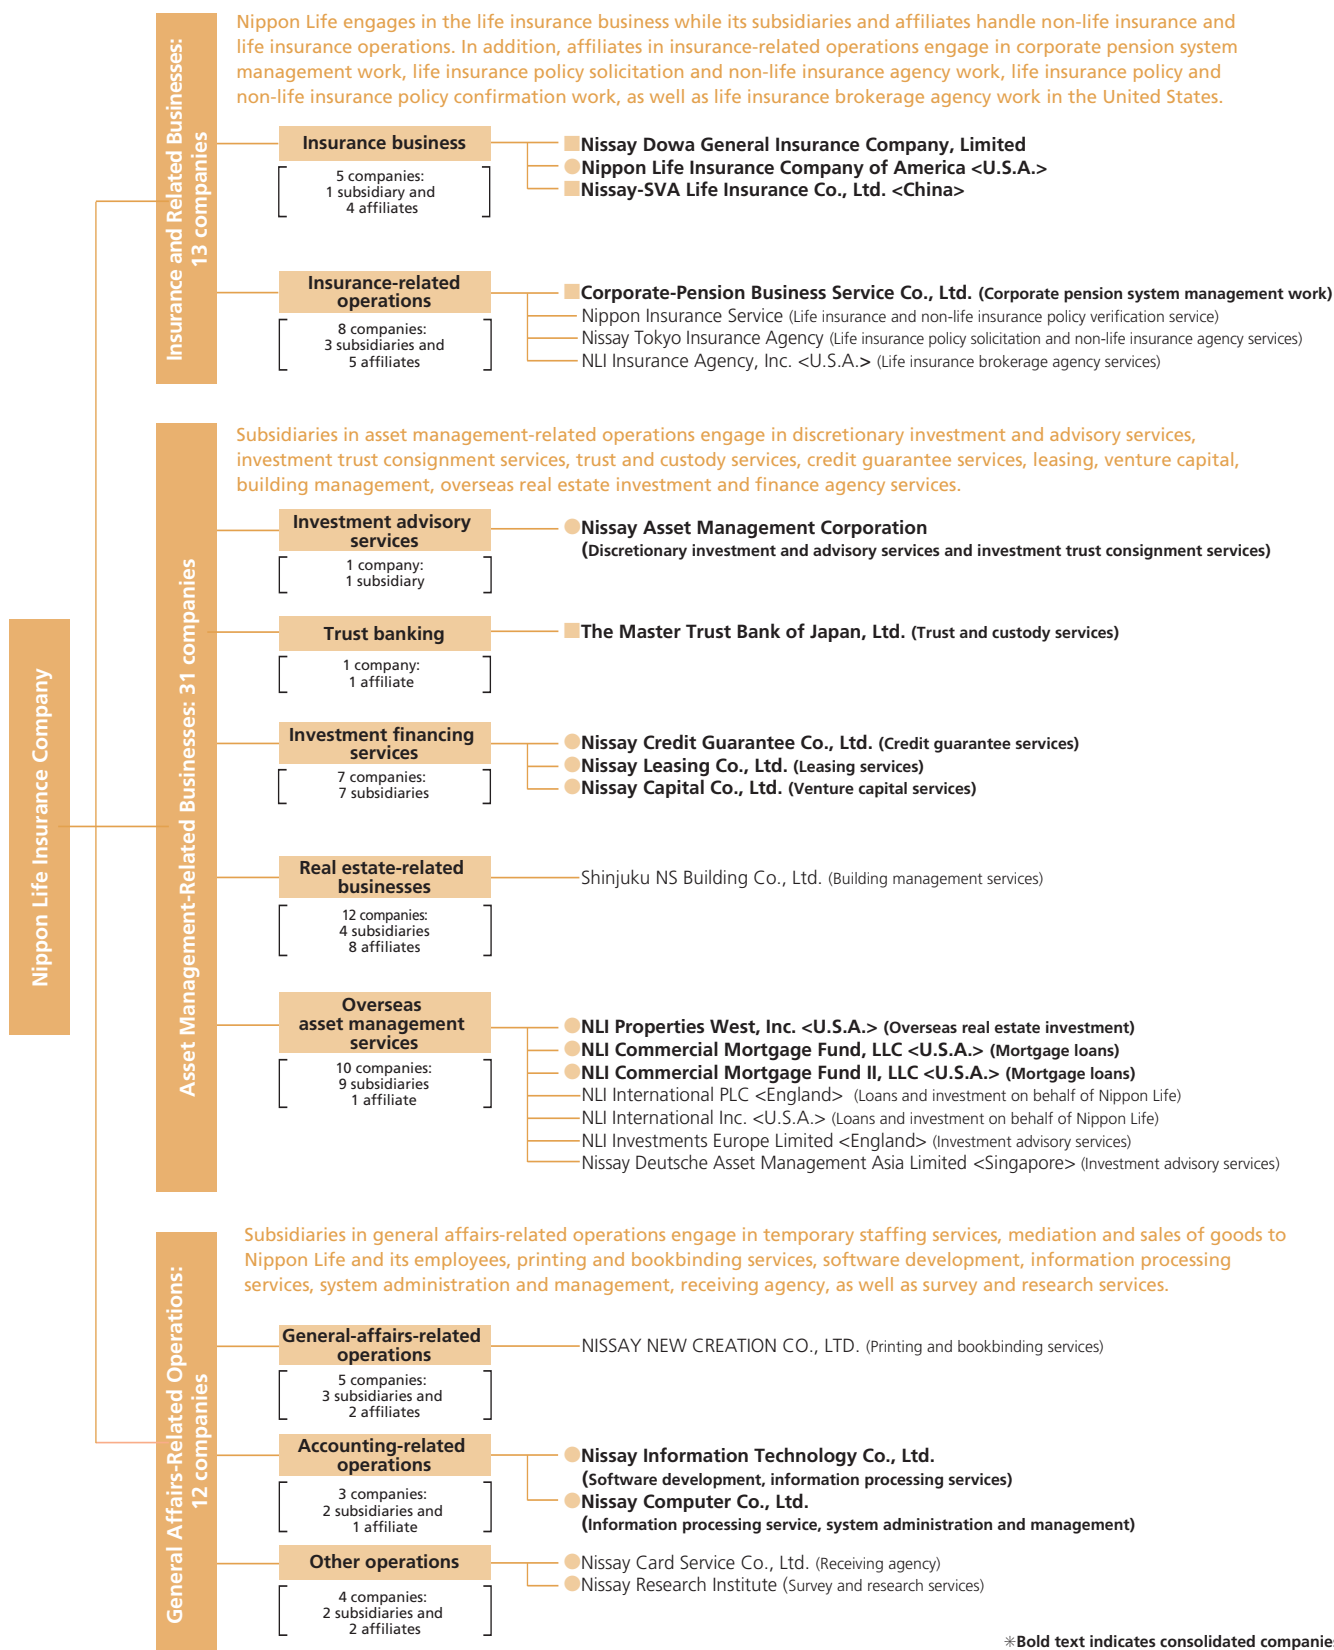 Nippon Life Insurance Company
Insurance and Related Businesses:
13 companies
Nippon Life engages in the life insurance business while its subsidiaries and affiliates handle non-life insurance and
life insurance operations. In addition, affiliates in insurance-related operations engage in corporate pension system
management work, life insurance policy solicitation and non-life insurance agency work, life insurance policy and
non-life insurance policy confirmation work, as well as life insurance brokerage agency work in the United States.
Insurance business
5 companies:
1 subsidiary and
4 affiliates
Nissay Dowa General Insurance Company, Limited
Nippon Life Insurance Company of America <U.S.A.>
Nissay-SVA Life Insurance Co., Ltd. <China>
Insurance-related
operations
8 companies:
3 subsidiaries and
5 affiliates
Corporate-Pension Business Service Co., Ltd. (Corporate pension system management work)
Nippon Insurance Service (Life insurance and non-life insurance policy verification service)
Nissay Tokyo Insurance Agency (Life insurance policy solicitation and non-life insurance agency services)
NLI Insurance Agency, Inc. <U.S.A.> (Life insurance brokerage agency services)
Asset Management-Related Businesses: 31 companies
Subsidiaries in asset management-related operations engage in discretionary investment and advisory services,
investment trust consignment services, trust and custody services, credit guarantee services, leasing, venture capital,
building management, overseas real estate investment and finance agency services.
Investment advisory
services
1 company:
1 subsidiary
Nissay Asset Management Corporation
(Discretionary investment and advisory services and investment trust consignment services)
Trust banking
1 company:
1 affiliate
The Master Trust Bank of Japan, Ltd. (Trust and custody services)
Investment financing
services
7 companies:
7 subsidiaries
Nissay Credit Guarantee Co., Ltd. (Credit guarantee services)
Nissay Leasing Co., Ltd. (Leasing services)
Nissay Capital Co., Ltd. (Venture capital services)
Real estate-related
businesses
12 companies:
4 subsidiaries
8 affiliates
Shinjuku NS Building Co., Ltd. (Building management services)
Overseas
asset management
services
10 companies:
9 subsidiaries
1 affiliate
NLI Properties West, Inc. <U.S.A.> (Overseas real estate investment)
NLI Commercial Mortgage Fund, LLC <U.S.A.> (Mortgage loans)
NLI Commercial Mortgage Fund II, LLC <U.S.A.> (Mortgage loans)
NLI International PLC <England> (Loans and investment on behalf of Nippon Life)
NLI International Inc. <U.S.A.> (Loans and investment on behalf of Nippon Life)
NLI Investments Europe Limited <England> (Investment advisory services)
Nissay Deutsche Asset Management Asia Limited <Singapore> (Investment advisory services)
General Affairs-Related Operations:
12 companies
Subsidiaries in general affairs-related operations engage in temporary staffing services, mediation and sales of goods to
Nippon Life and its employees, printing and bookbinding services, software development, information processing
services, system administration and management, receiving agency, as well as survey and research services.
General-affairs-related
operations
5 companies:
3 subsidiaries and
2 affiliates
NISSAY NEW CREATION CO., LTD. (Printing and bookbinding services)
Accounting-related
operations
3 companies:
2 subsidiaries and
1 affiliate
Nissay Information Technology Co., Ltd.
(Software development, information processing services)
Nissay Computer Co., Ltd.
(Information processing service, system administration and management)
Other operations
4 companies:
2 subsidiaries and
2 affiliates
Nissay Card Service Co., Ltd. (Receiving agency)
Nissay Research Institute (Survey and research services)
✳Bold text indicates consolidated companies